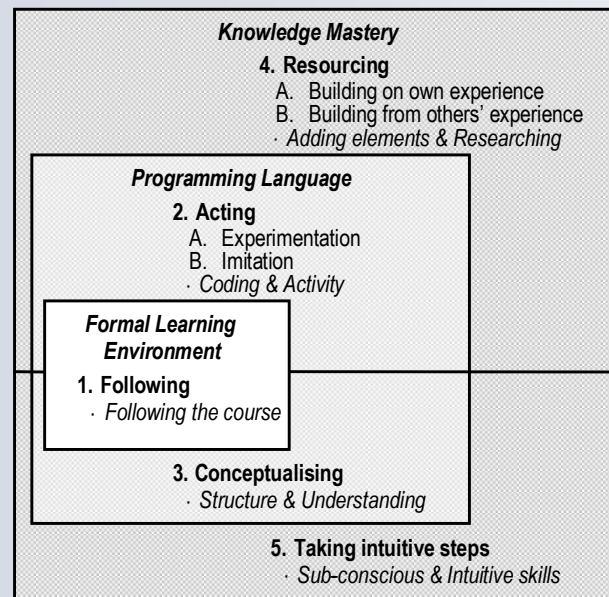 Knowledge Mastery
4. Resourcing
A. Building on own experience
B. Building from others' experience
· Adding elements & Researching
Programming Language
2. Acting
A. Experimentation
B. Imitation
· Coding & Activity
Formal Learning
Environment
1. Following
· Following the course
3. Conceptualising
· Structure & Understanding
5. Taking intuitive steps
· Sub-conscious & Intuitive skills